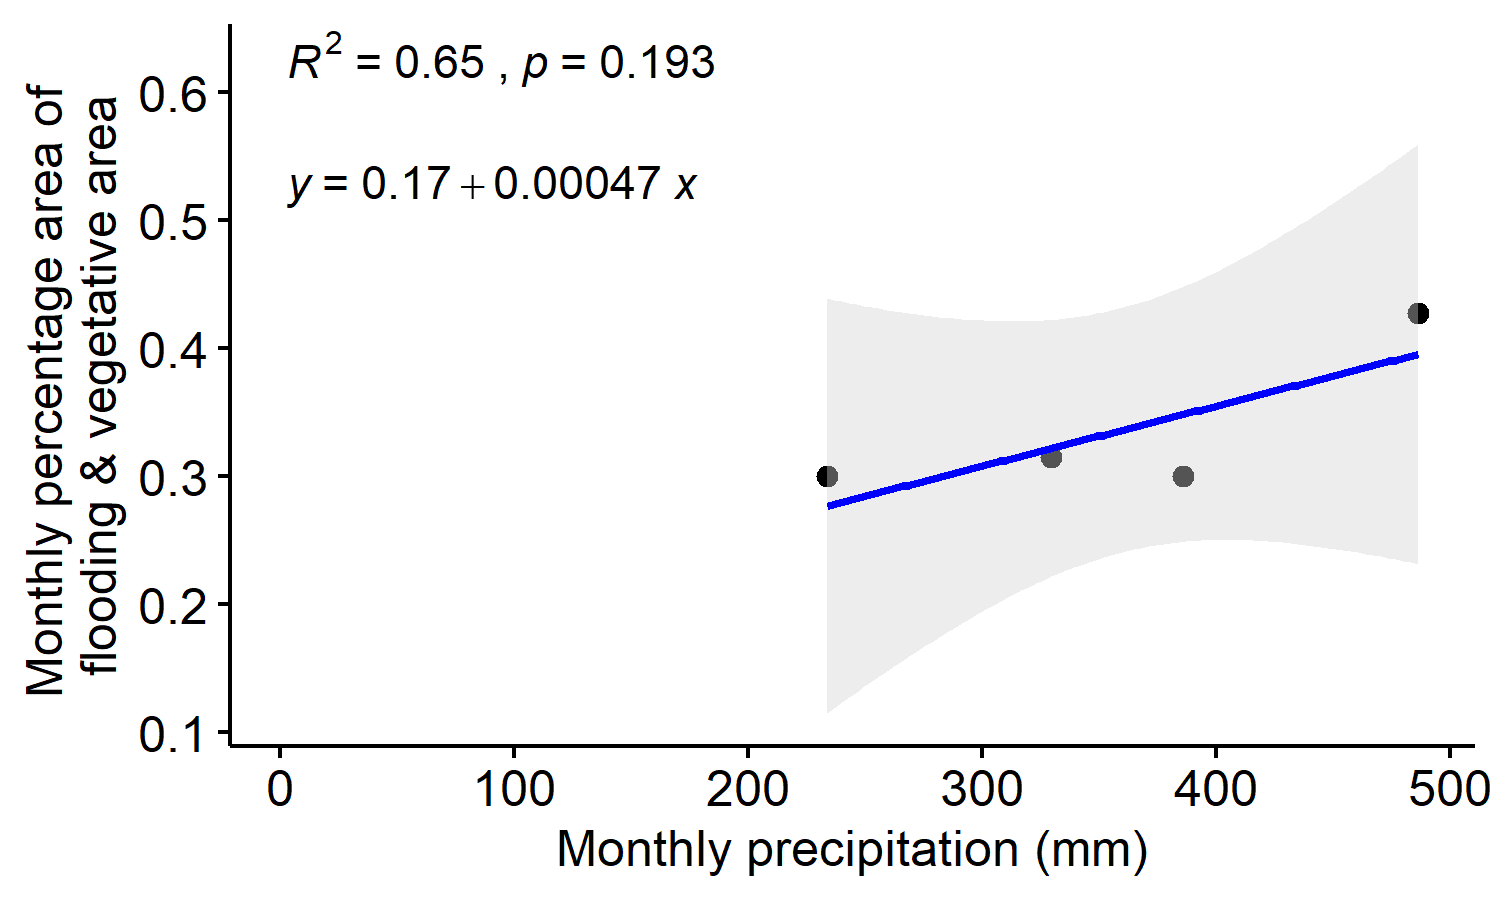 R² = 0.65 , p = 0.193
y = 0.17 + 0.00047 x
Monthly percentage area of
flooding & vegetative area
0.6
0.5
0.4
0.3
0.2
0.1
0 100 200 300 400 500
Monthly precipitation (mm)